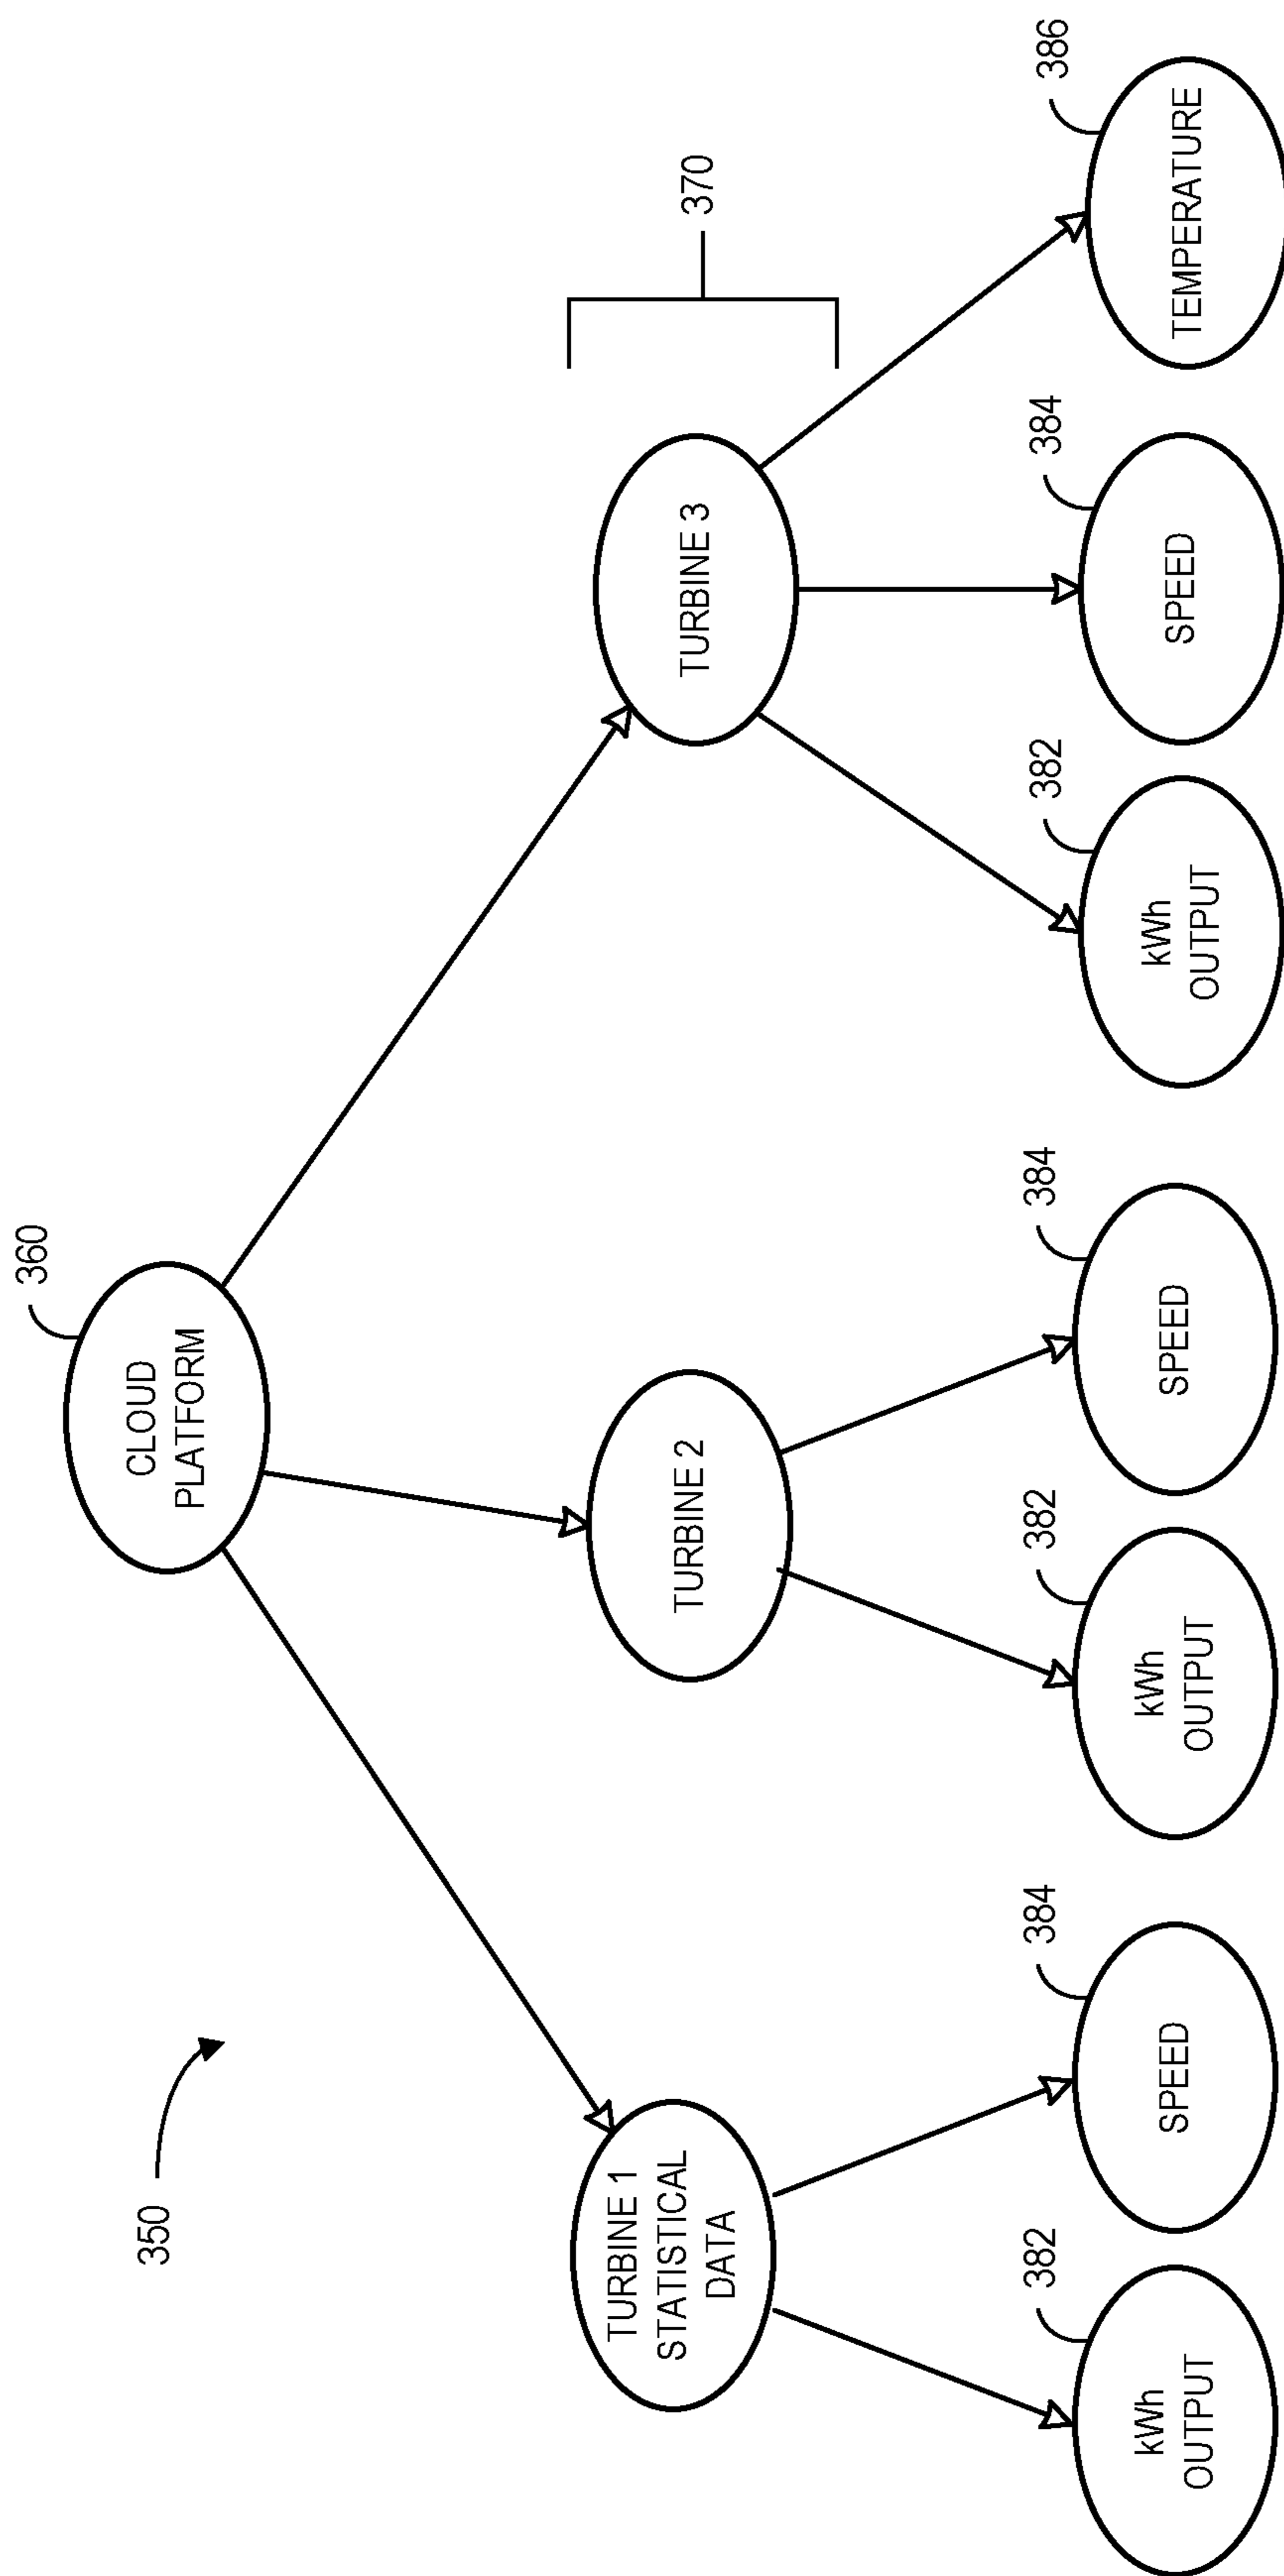 350
360
CLOUD
PLATFORM
370
TURBINE 1
STATISTICAL
DATA
TURBINE 2
TURBINE 3
382
kWh
OUTPUT
384
SPEED
382
kWh
OUTPUT
384
SPEED
382
kWh
OUTPUT
384
SPEED
386
TEMPERATURE